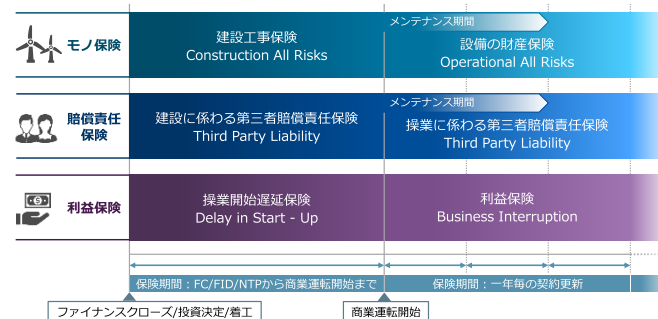 モノ保険
建設工事保険
Construction All Risks
メンテナンス期間
設備の財産保険
Operational All Risks
賠償責任
保険
建設に係わる第三者賠償責任保険
Third Party Liability
メンテナンス期間
操業に係わる第三者賠償責任保険
Third Party Liability
利益保険
操業開始遅延保険
Delay in Start - Up
利益保険
Business Interruption
保険期間：FC/FID/NTPから商業運転開始まで
保険期間：一年毎の契約更新
ファイナンスクローズ/投資決定/着工
商業運転開始